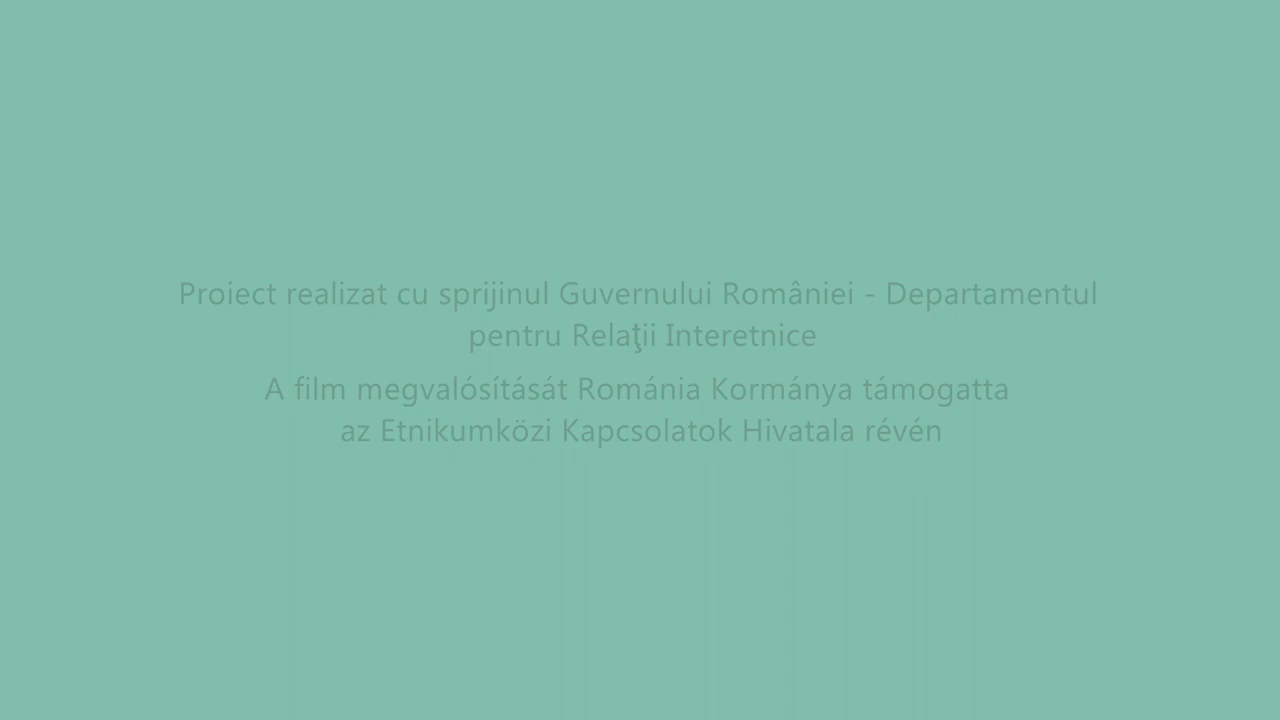 Proiect realizat cu sprijinul Guvernului României - Departamentul
pentru Relaţii Interetnice
A film megvalósítását Románia Kormánya támogatta
az Etnikumközi Kapcsolatok Hivatala révén